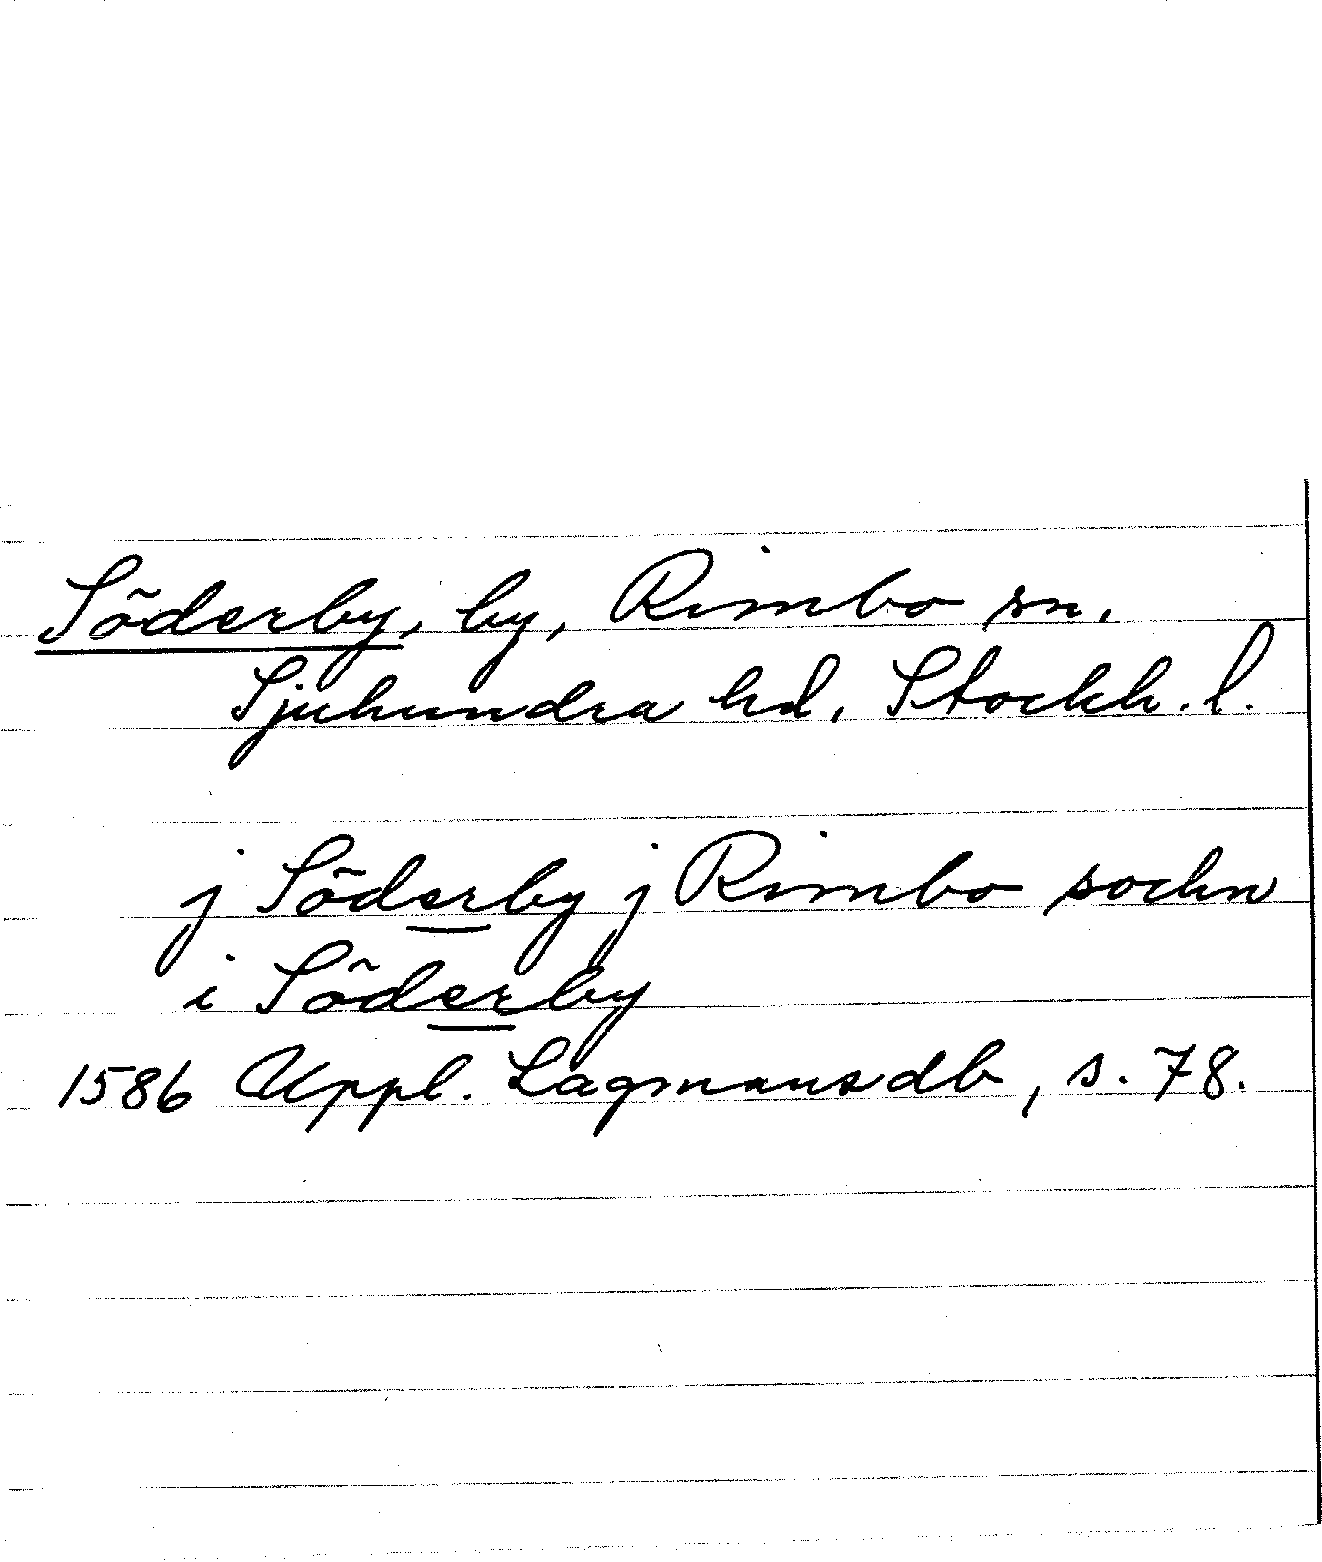 Söderby, by, Rimbo sn.
Sjuhundra hd, Stockh. l.
j Söderby j Rimbo sochn
i Söderby
1586 Uppl. Lagmansdb, s. 78.